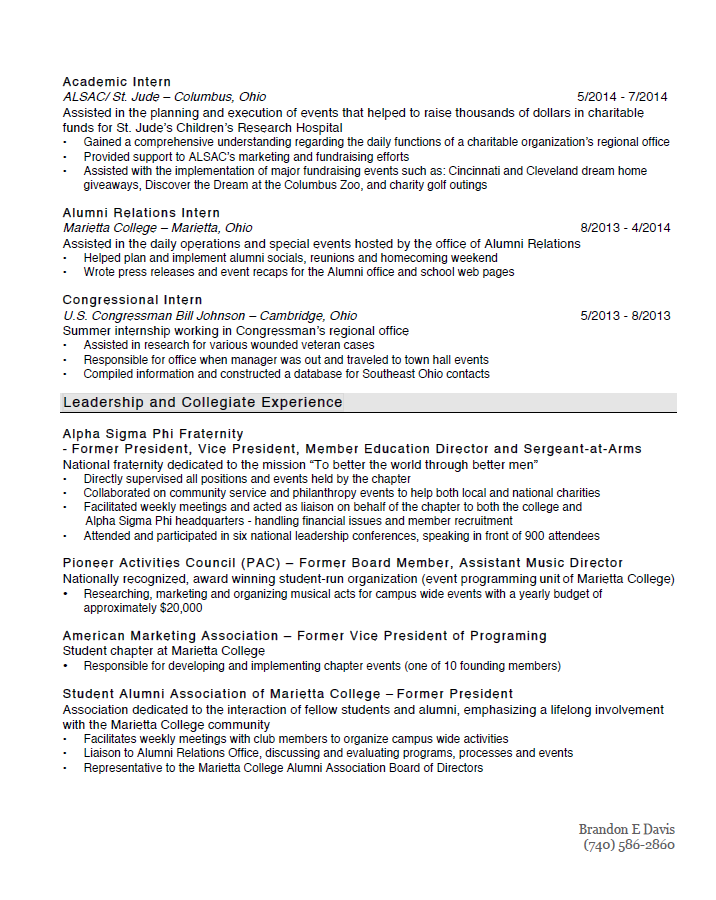 Academic Intern
ALSAC/ St. Jude – Columbus, Ohio 5/2014 - 7/2014
Assisted in the planning and execution of events that helped to raise thousands of dollars in charitable
funds for St. Jude's Children's Research Hospital
· Gained a comprehensive understanding regarding the daily functions of a charitable organization's regional office
· Provided support to ALSAC's marketing and fundraising efforts
· Assisted with the implementation of major fundraising events such as: Cincinnati and Cleveland dream home
giveaways, Discover the Dream at the Columbus Zoo, and charity golf outings
Alumni Relations Intern
Marietta College – Marietta, Ohio 8/2013 - 4/2014
Assisted in the daily operations and special events hosted by the office of Alumni Relations
· Helped plan and implement alumni socials, reunions and homecoming weekend
· Wrote press releases and event recaps for the Alumni office and school web pages
Congressional Intern
U.S. Congressman Bill Johnson – Cambridge, Ohio 5/2013 - 8/2013
Summer internship working in Congressman's regional office
· Assisted in research for various wounded veteran cases
· Responsible for office when manager was out and traveled to town hall events
· Compiled information and constructed a database for Southeast Ohio contacts
Leadership and Collegiate Experience
Alpha Sigma Phi Fraternity
- Former President, Vice President, Member Education Director and Sergeant-at-Arms
National fraternity dedicated to the mission “To better the world through better men”
· Directly supervised all positions and events held by the chapter
· Collaborated on community service and philanthropy events to help both local and national charities
· Facilitated weekly meetings and acted as liaison on behalf of the chapter to both the college and
Alpha Sigma Phi headquarters - handling financial issues and member recruitment
· Attended and participated in six national leadership conferences, speaking in front of 900 attendees
Pioneer Activities Council (PAC) – Former Board Member, Assistant Music Director
Nationally recognized, award winning student-run organization (event programming unit of Marietta College)
• Researching, marketing and organizing musical acts for campus wide events with a yearly budget of
approximately $20,000
American Marketing Association – Former Vice President of Programing
Student chapter at Marietta College
• Responsible for developing and implementing chapter events (one of 10 founding members)
Student Alumni Association of Marietta College – Former President
Association dedicated to the interaction of fellow students and alumni, emphasizing a lifelong involvement
with the Marietta College community
· Facilitates weekly meetings with club members to organize campus wide activities
· Liaison to Alumni Relations Office, discussing and evaluating programs, processes and events
· Representative to the Marietta College Alumni Association Board of Directors
Brandon E Davis
(740) 586-2860